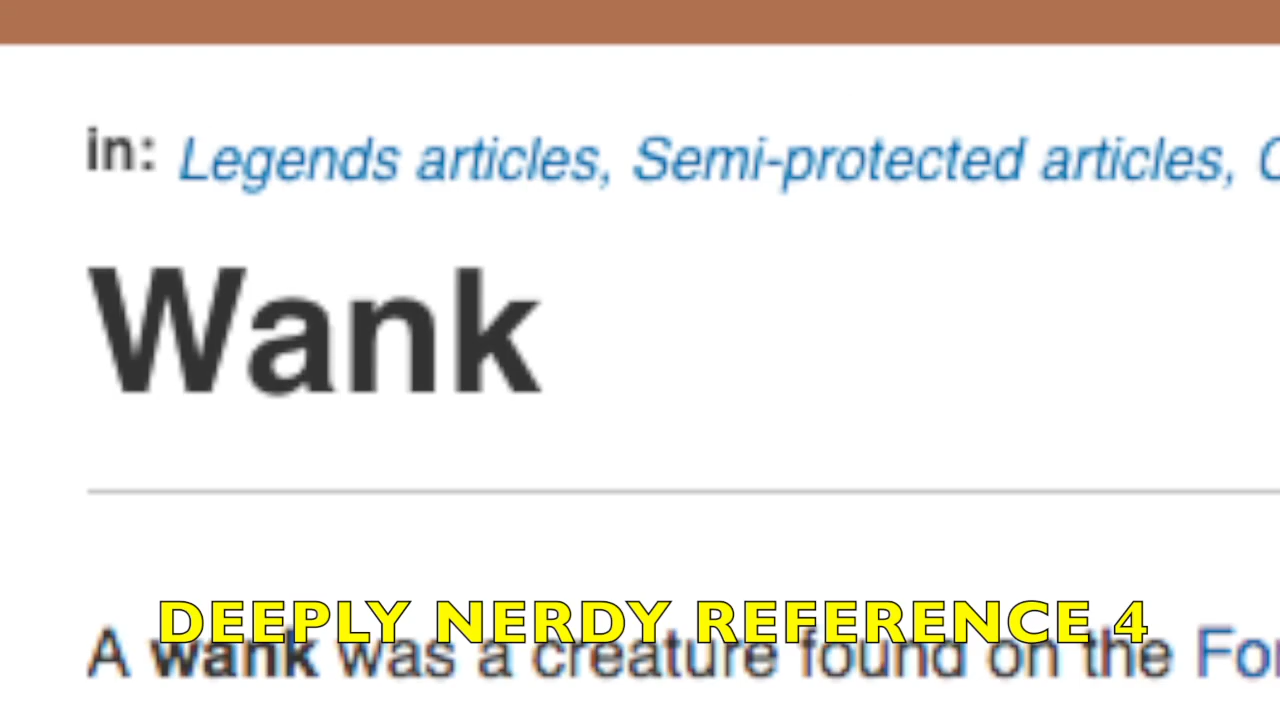 in: Legends articles, Semi-protected articles,
Wank
DEEPLY NERDY REFERENCE 4
A wank was a creature found on the